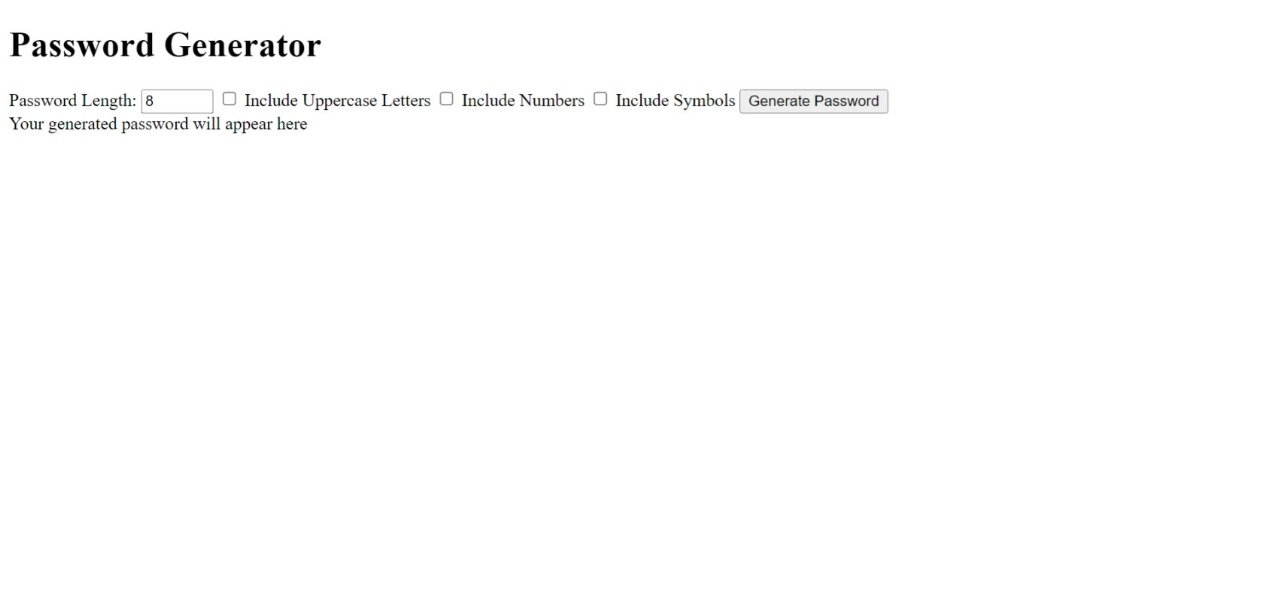 Password Generator
Password Length: 8 Include Uppercase Letters Include Numbers Include Symbols Generate Password
Your generated password will appear here